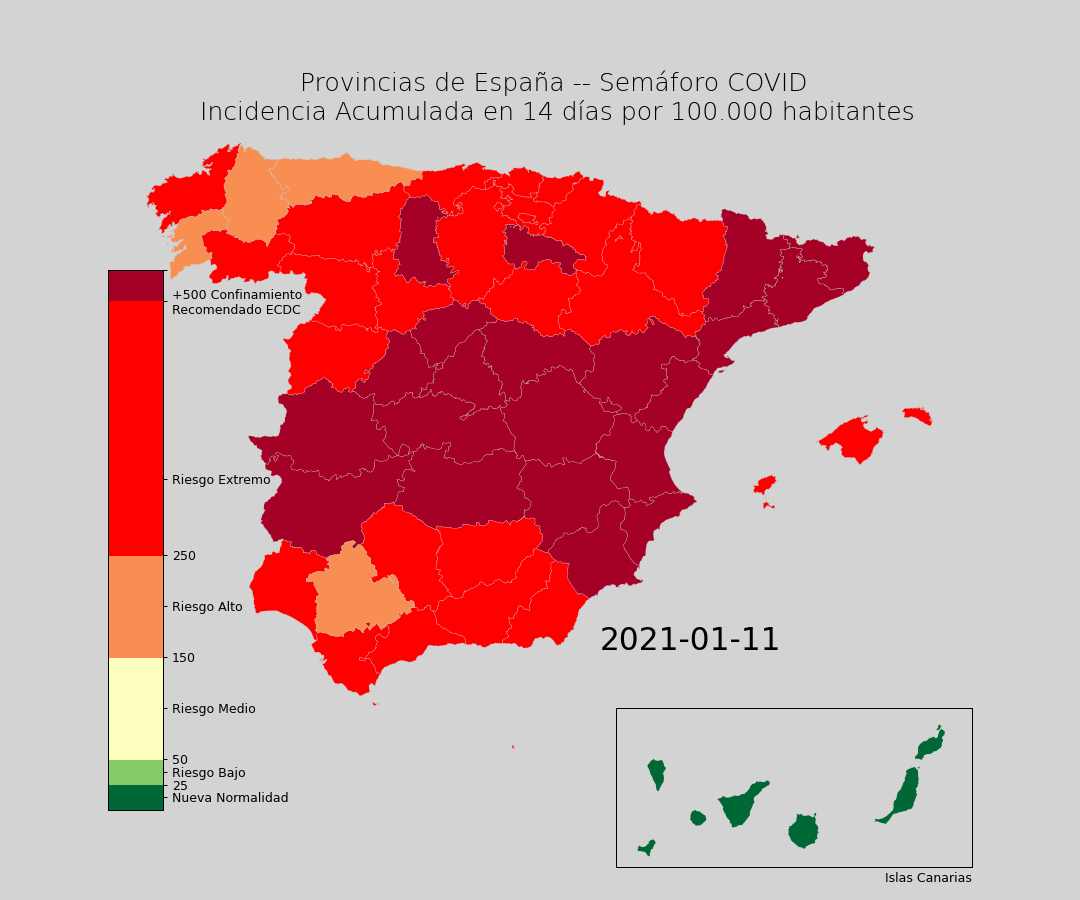 Provincias de España -- Semáforo COVID
Incidencia Acumulada en 14 días por 100.000 habitantes
+500 Confinamiento
Recomendado ECDC
Riesgo Extremo
250
Riesgo Alto
150
Riesgo Medio
50
Riesgo Bajo
25
Nueva Normalidad
2021-01-11
Islas Canarias